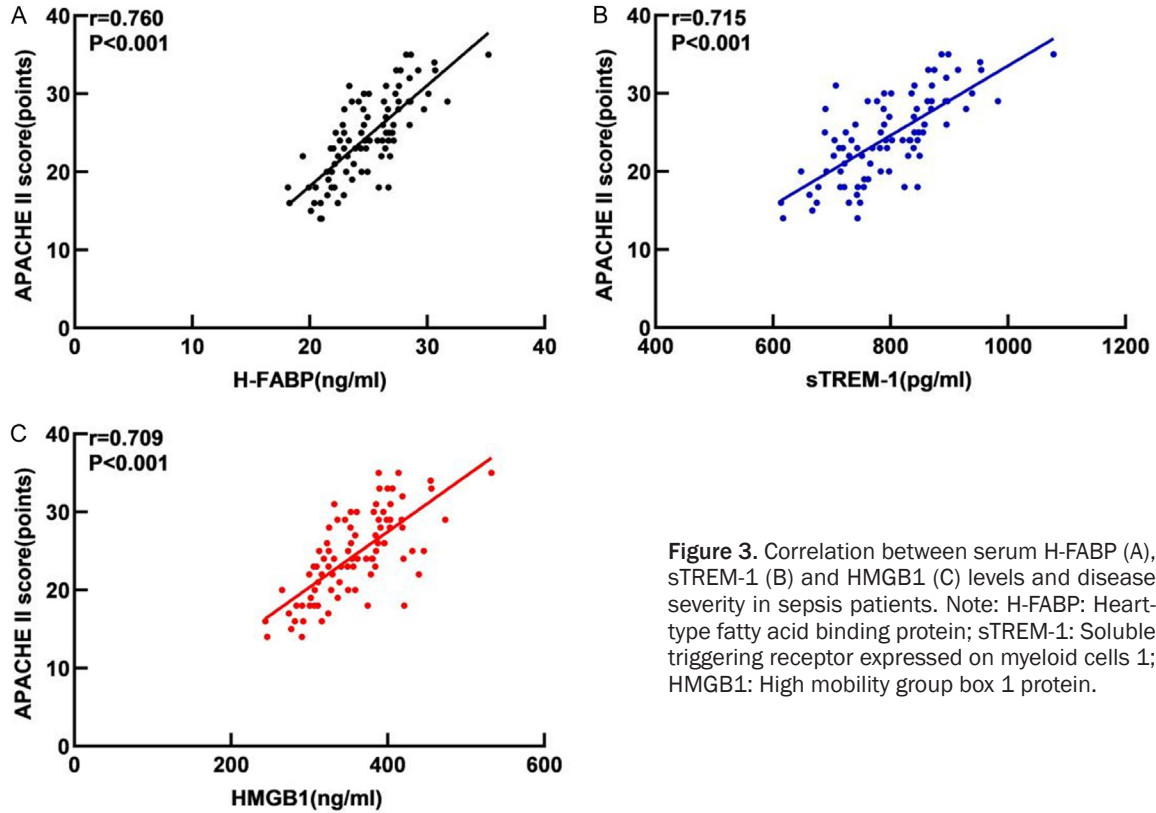 A
r=0.760
P<0.001
APACHE II score(points)
40
30
20
10
0
0 10 20 30 40
H-FABP(ng/ml)
B
r=0.715
P<0.001
APACHE II score(points)
40
30
20
10
0
400 600 800 1000 1200
sTREM-1(pg/ml)
C
r=0.709
P<0.001
APACHE II score(points)
40
30
20
10
0
0 200 400 600
HMGB1(ng/ml)
Figure 3. Correlation between serum H-FABP (A),
sTREM-1 (B) and HMGB1 (C) levels and disease
severity in sepsis patients. Note: H-FABP: Heart-
type fatty acid binding protein; sTREM-1: Soluble
triggering receptor expressed on myeloid cells 1;
HMGB1: High mobility group box 1 protein.